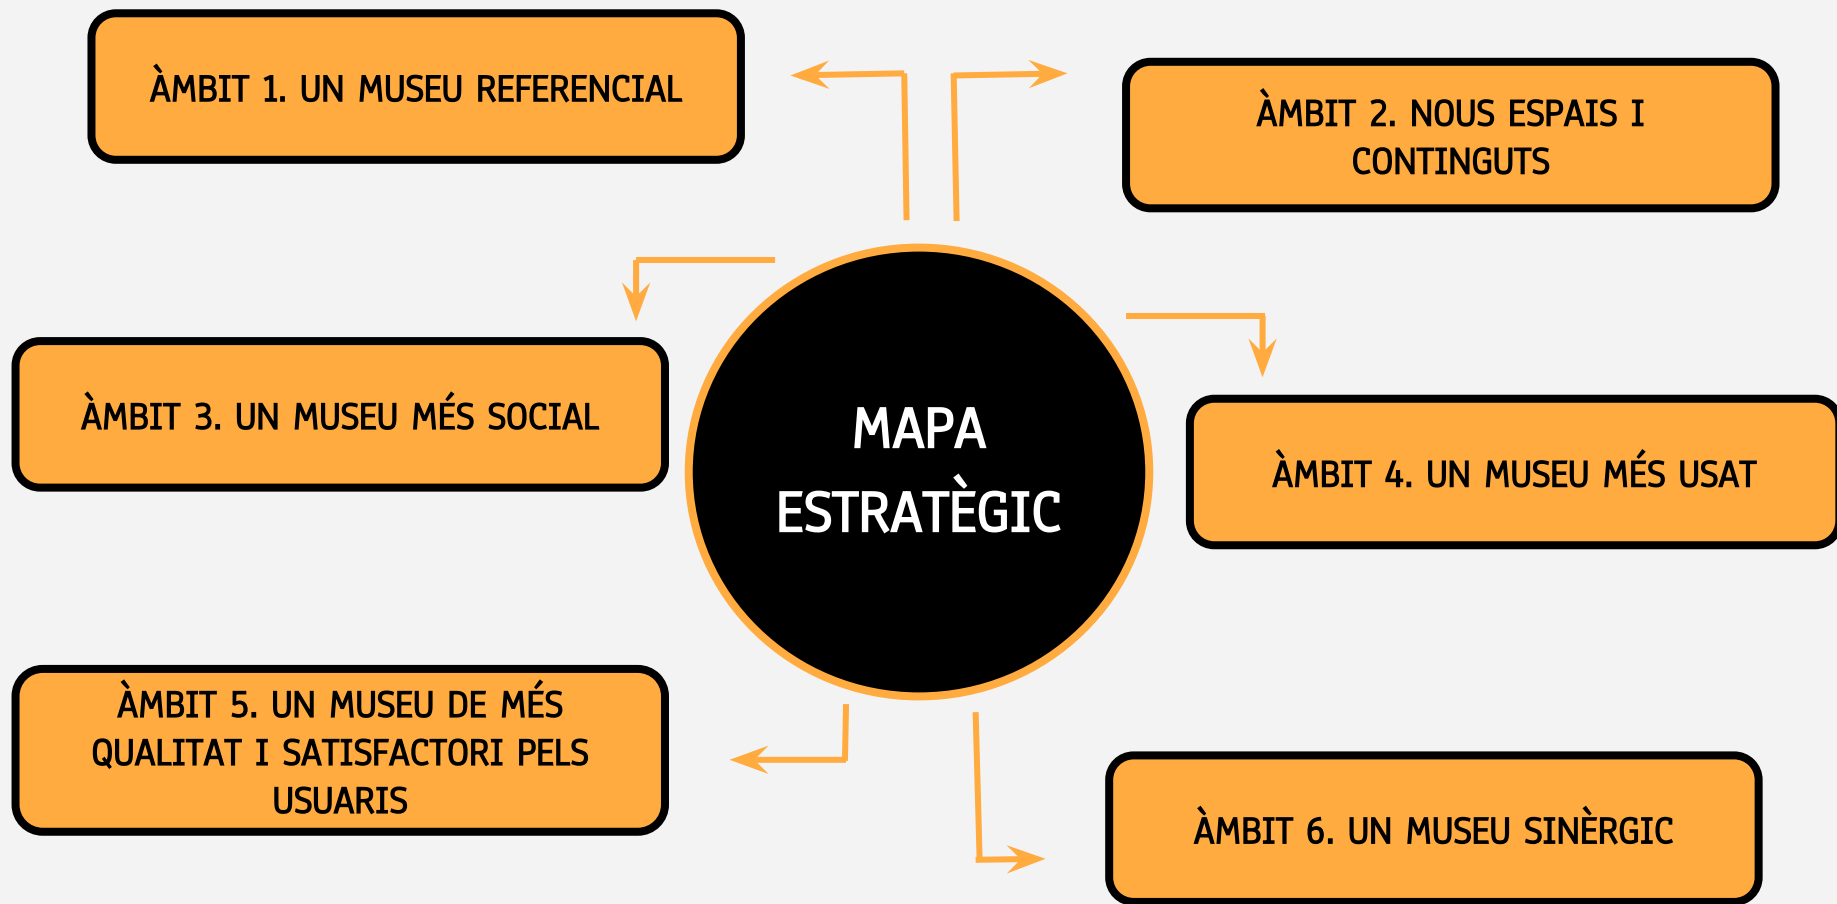 ÀMBIT 1. UN MUSEU REFERENCIAL
ÀMBIT 2. NOUS ESPAIS I
CONTINGUTS
ÀMBIT 3. UN MUSEU MÉS SOCIAL
MAPA
ESTRATÈGIC
ÀMBIT 4. UN MUSEU MÉS USAT
ÀMBIT 5. UN MUSEU DE MÉS
QUALITAT I SATISFACTORI PELS
USUARIS
ÀMBIT 6. UN MUSEU SINÈRGIC